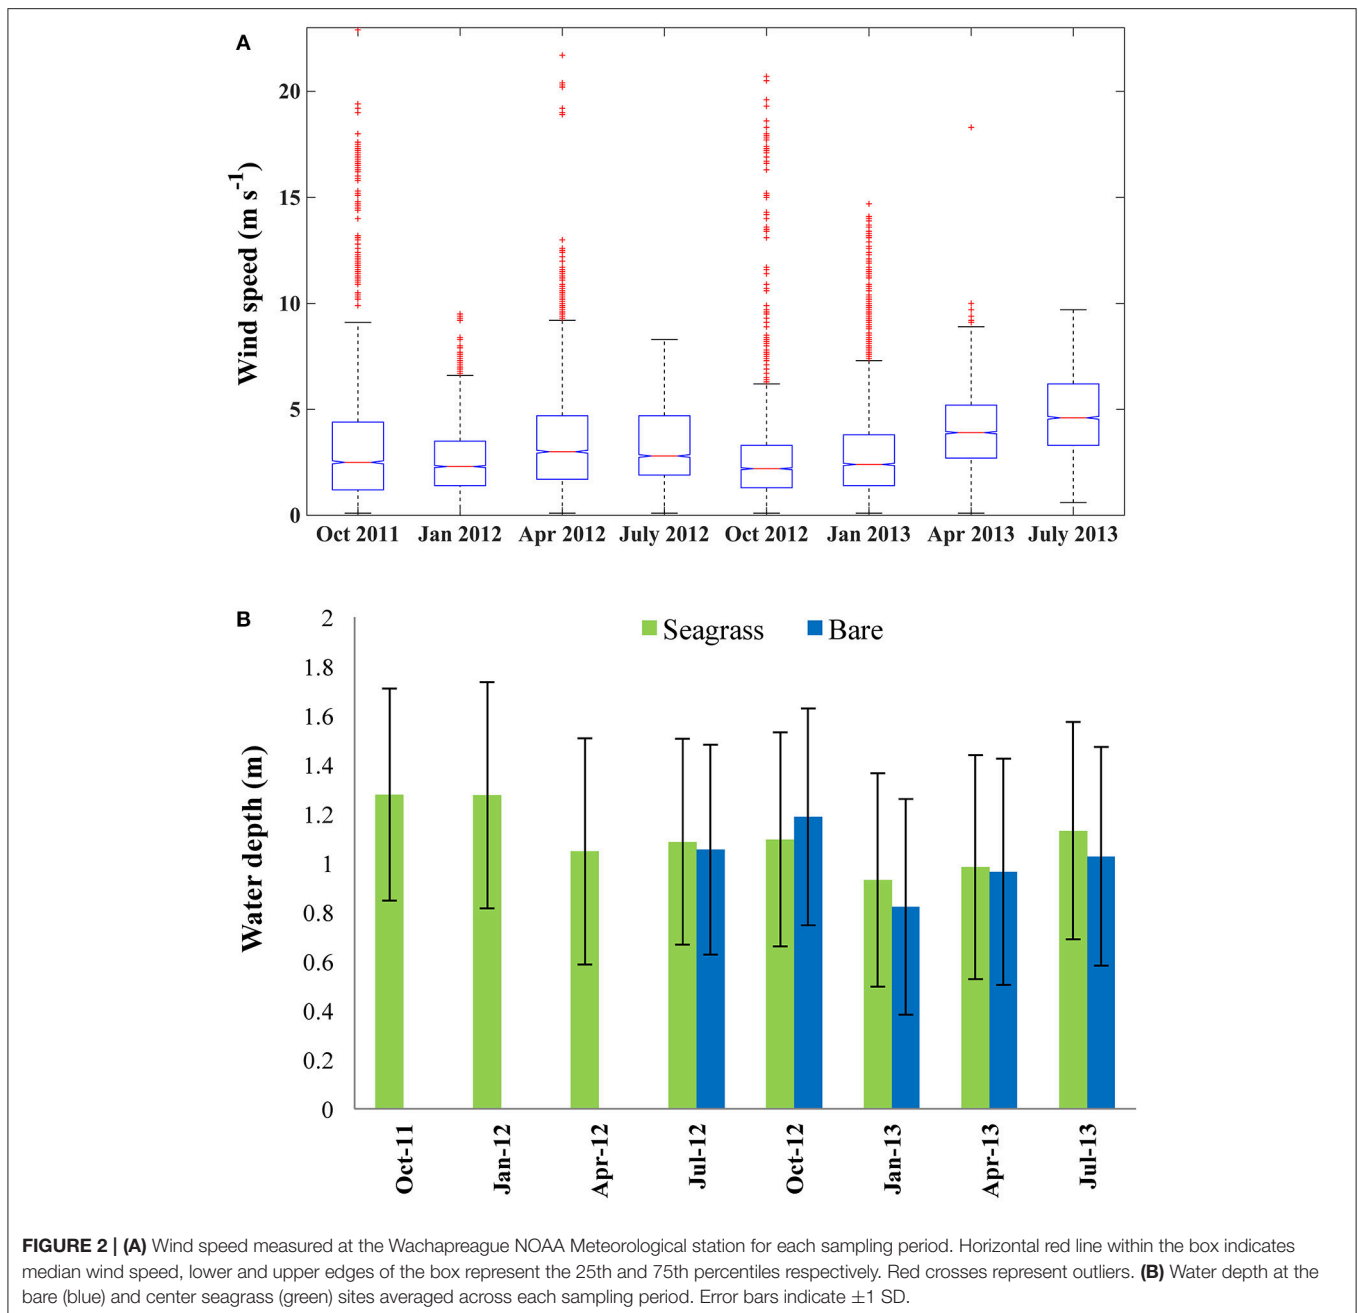 A
20
15
10
5
0
Wind speed (m s-1)
Oct 2011 Jan 2012 Apr 2012 July 2012 Oct 2012 Jan 2013 Apr 2013 July 2013
B
Seagrass Bare
2
1.8
1.6
1.4
1.2
1
0.8
0.6
0.4
0.2
0
Water depth (m)
Oct-11 Jan-12 Apr-12 Jul-12 Oct-12 Jan-13 Apr-13 Jul-13
FIGURE 2 | (A) Wind speed measured at the Wachapreague NOAA Meteorological station for each sampling period. Horizontal red line within the box indicates
median wind speed, lower and upper edges of the box represent the 25th and 75th percentiles respectively. Red crosses represent outliers. (B) Water depth at the
bare (blue) and center seagrass (green) sites averaged across each sampling period. Error bars indicate ±1 SD.